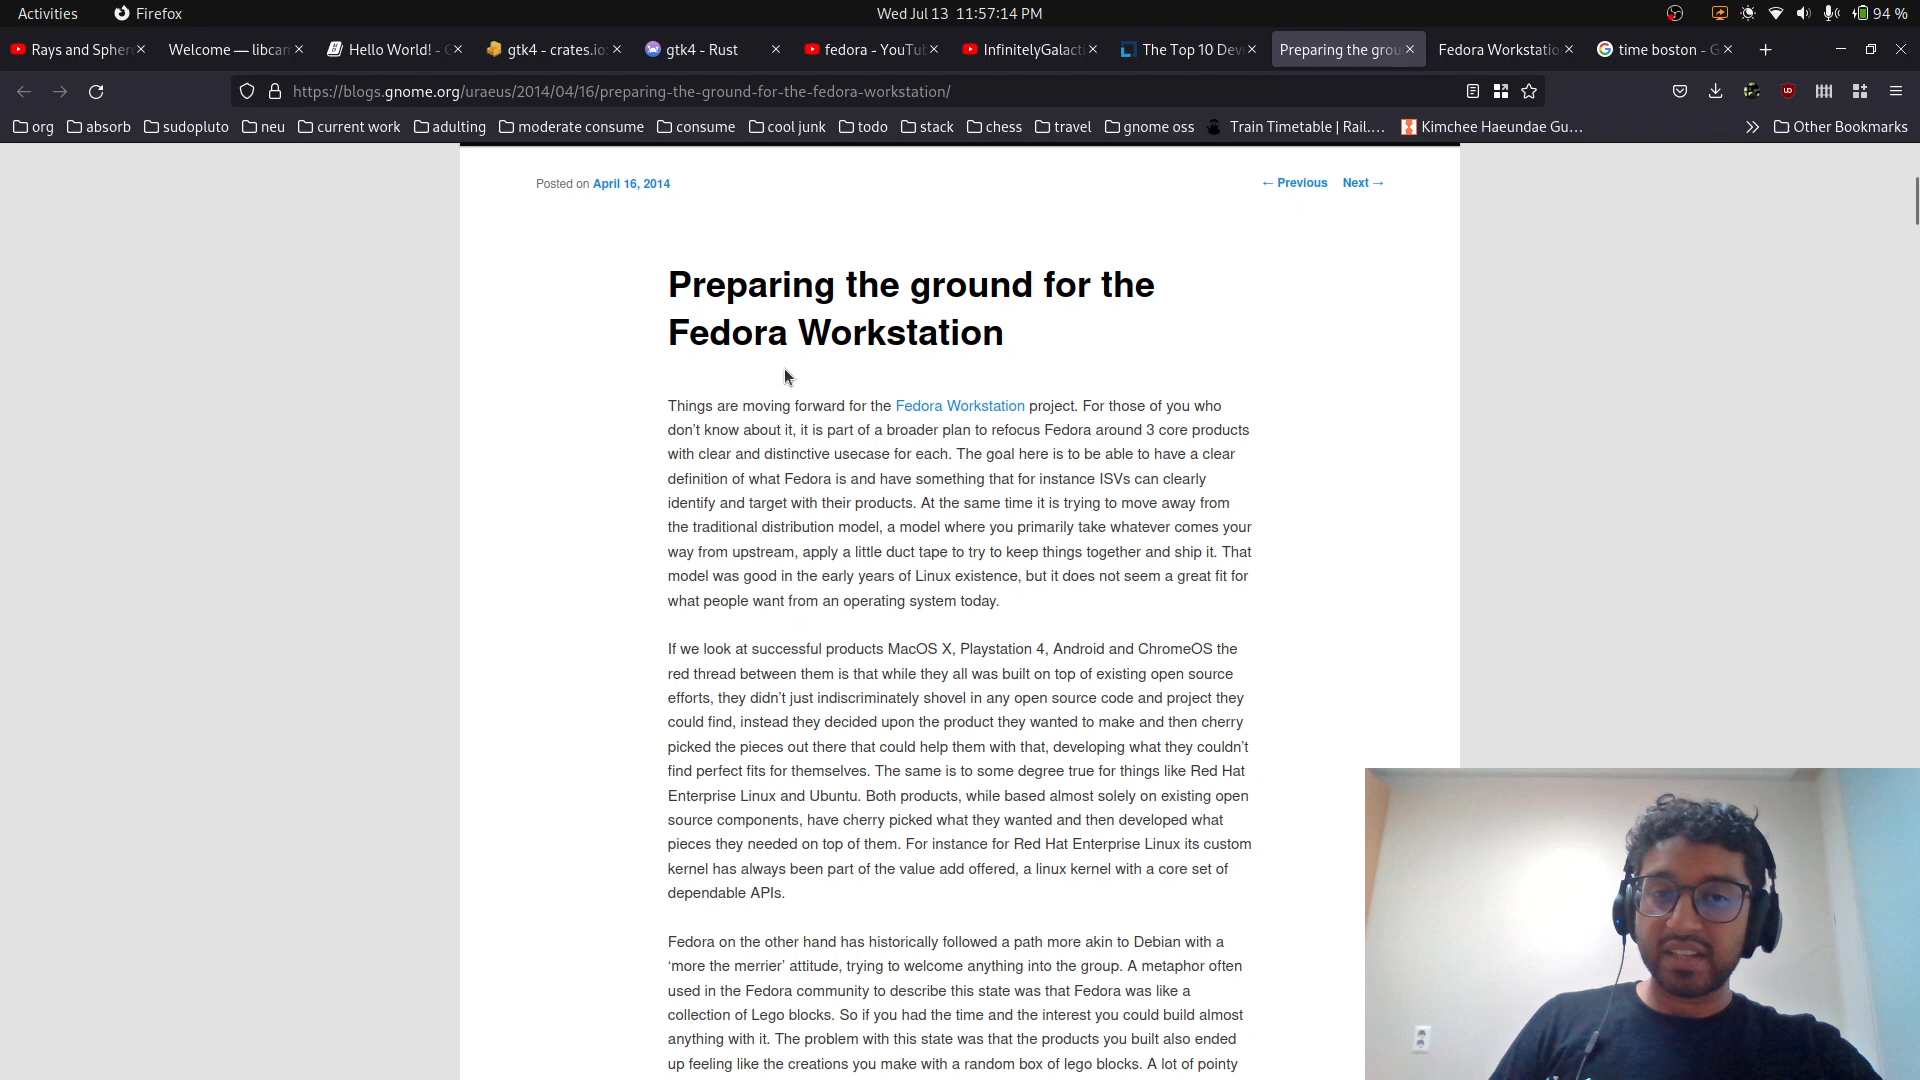 Activities Firefox Wed Jul 13 11:57:14 PM 94 %
Rays and Spher Welcome — libcam Hello World! - gtk4 - crates.io gtk4 - Rust fedora - YouTu InfinitelyGalacti The Top 10 Dev Preparing the grou Fedora Workstatio time boston - G
https://blogs.gnome.org/uraeus/2014/04/16/preparing-the-ground-for-the-fedora-workstation/
org absorb sudopluto neu current work adulting moderate consume consume cool junk todo stack chess travel gnome oss Train Timetable | Rail.... Kimchee Haeundae Gu... Other Bookmarks
Posted on April 16, 2014 ← Previous Next →
Preparing the ground for the
Fedora Workstation
Things are moving forward for the Fedora Workstation project. For those of you who
don’t know about it, it is part of a broader plan to refocus Fedora around 3 core products
with clear and distinctive usecase for each. The goal here is to be able to have a clear
definition of what Fedora is and have something that for instance ISVs can clearly
identify and target with their products. At the same time it is trying to move away from
the traditional distribution model, a model where you primarily take whatever comes your
way from upstream, apply a little duct tape to try to keep things together and ship it. That
model was good in the early years of Linux existence, but it does not seem a great fit for
what people want from an operating system today.
If we look at successful products MacOS X, Playstation 4, Android and ChromeOS the
red thread between them is that while they all was built on top of existing open source
efforts, they didn’t just indiscriminately shovel in any open source code and project they
could find, instead they decided upon the product they wanted to make and then cherry
picked the pieces out there that could help them with that, developing what they couldn’t
find perfect fits for themselves. The same is to some degree true for things like Red Hat
Enterprise Linux and Ubuntu. Both products, while based almost solely on existing open
source components, have cherry picked what they wanted and then developed what
pieces they needed on top of them. For instance for Red Hat Enterprise Linux its custom
kernel has always been part of the value add offered, a linux kernel with a core set of
dependable APIs.
Fedora on the other hand has historically followed a path more akin to Debian with a
‘more the merrier’ attitude, trying to welcome anything into the group. A metaphor often
used in the Fedora community to describe this state was that Fedora was like a
collection of Lego blocks. So if you had the time and the interest you could build almost
anything with it. The problem with this state was that the products you built also ended
up feeling like the creations you make with a random box of lego blocks. A lot of pointy